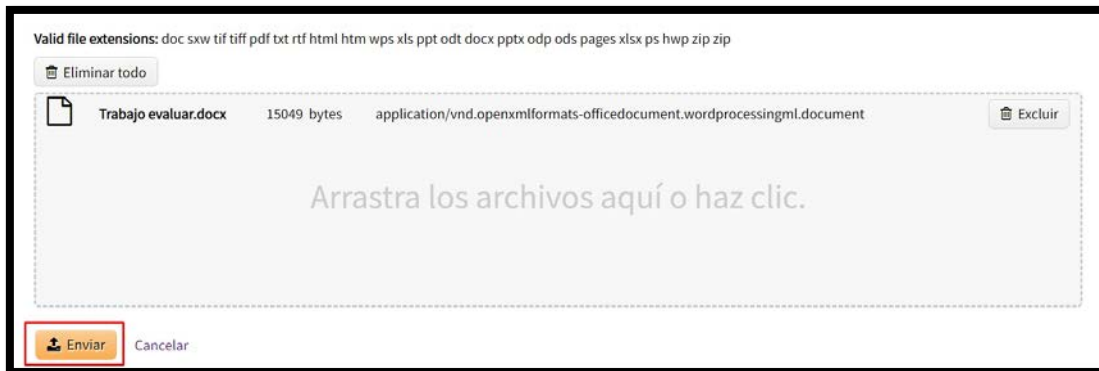 Valid file extensions: doc sxw tif tiff pdf txt rtf html htm wps xls ppt odt docx pptx odp ods pages xlsx ps hwp zip zip
Eliminar todo
Trabajo evaluar.docx 15049 bytes application/vnd.openxmlformats-officedocument.wordprocessingml.document Excluir
Arrastra los archivos aquí o haz clic.
Enviar Cancelar